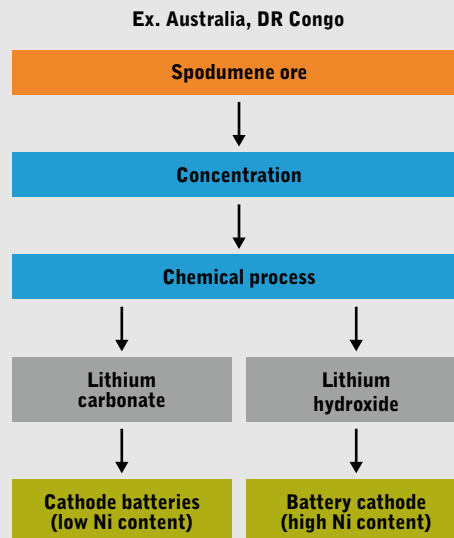 Ex. Australia, DR Congo
Spodumene ore
Concentration
Chemical process
Lithium
carbonate
Lithium
hydroxide
Cathode batteries
(low Ni content)
Battery cathode
(high Ni content)